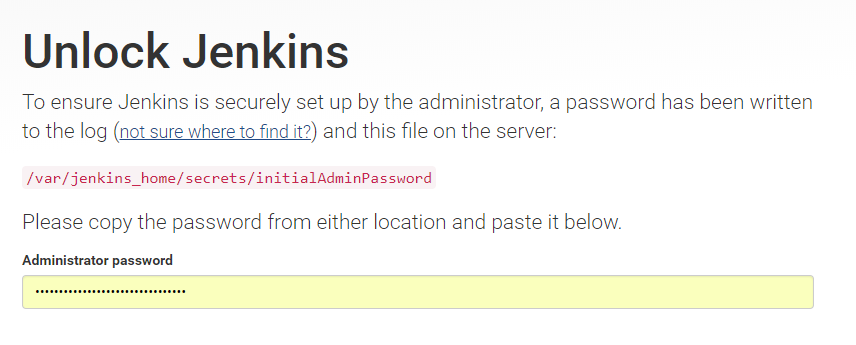 Unlock Jenkins
To ensure Jenkins is securely set up by the administrator, a password has been written
to the log (not sure where to find it?) and this file on the server:
/var/jenkins_home/secrets/initialAdminPassword
Please copy the password from either location and paste it below.
Administrator password
••••••••••••••••••••••••••••••••